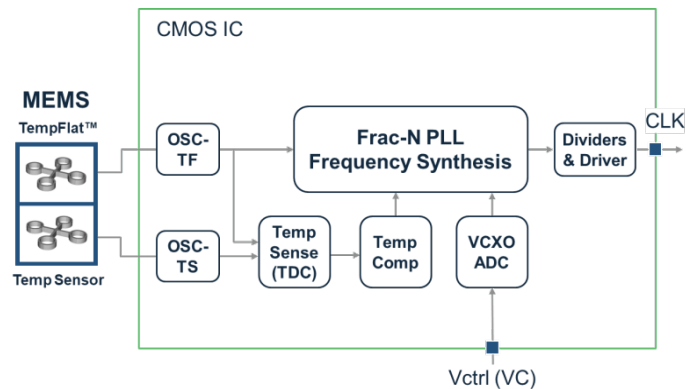 CMOS IC
MEMS
TempFlat™
OSC-
TF
Frac-N PLL
Frequency Synthesis
Dividers
& Driver
CLK
OSC-
TS
Temp
Sense
(TDC)
Temp
Comp
VCXO
ADC
Temp Sensor
Vctrl (VC)